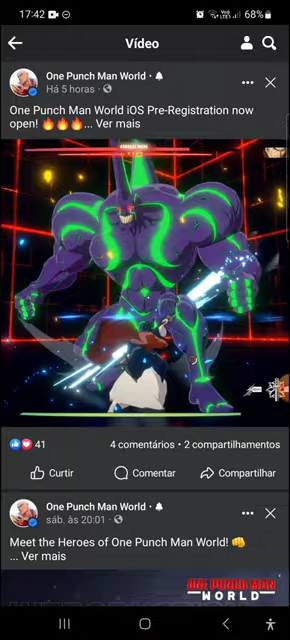 17:42
68%
Vídeo
One Punch Man World
Há 5 horas
One Punch Man World iOS Pre-Registration now
open! 🔥🔥🔥... Ver mais
41
4 comentários • 2 compartilhamentos
Curtir
Comentar
Compartilhar
One Punch Man World
sáb. às 20:01
Meet the Heroes of One Punch Man World! 👊
... Ver mais
ONE PUNCH MAN
WORLD